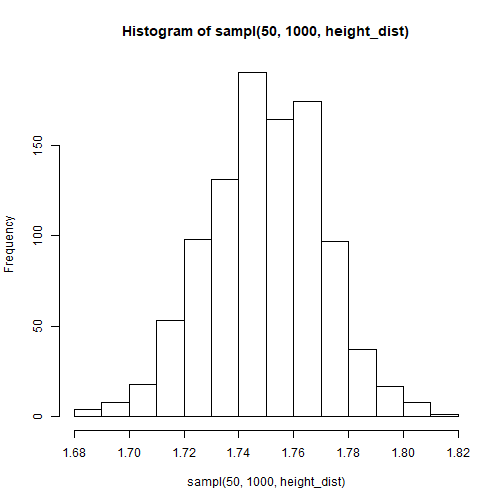 Histogram of sampl(50, 1000, height_dist)
Frequency
150
100
50
0
1.68 1.70 1.72 1.74 1.76 1.78 1.80 1.82
sampl(50, 1000, height_dist)